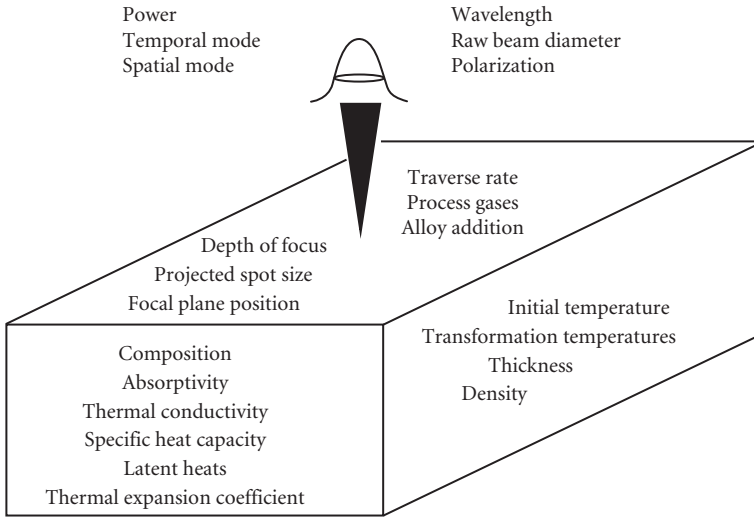 Power
Temporal mode
Spatial mode
Wavelength
Raw beam diameter
Polarization
Traverse rate
Process gases
Alloy addition
Depth of focus
Projected spot size
Focal plane position
Initial temperature
Transformation temperatures
Thickness
Density
Composition
Absorptivity
Thermal conductivity
Specific heat capacity
Latent heats
Thermal expansion coefficient